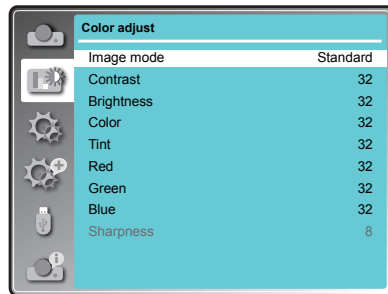 Color adjust
Image mode Standard
Contrast 32
Brightness 32
Color 32
Tint 32
Red 32
Green 32
Blue 32
Sharpness 8